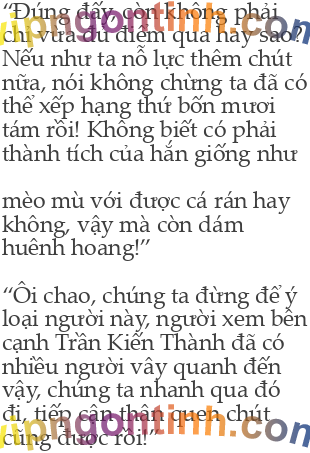 “Đúng đấy còn không phải
chỉ vừa đủ điểm qua hay sao?
vipngontinh.com
Nếu như ta nỗ lực thêm chút
nữa, nói không chừng ta đã có
thể xếp hạng thứ bốn mươi
tám rồi! Không biết có phải
thành tích của hắn giống như
mèo mù với được cá rán hay
không, vậy mà còn dám
huênh hoang!”
“Ôi chao, chúng ta đừng để ý
loại người này, người xem bên
cạnh Trần Kiến Thành đã có
nhiều người vây quanh đến
vậy, chúng ta nhanh qua đó
đi, tiếp cận thân quen chút
cũng được rồi!”
vipngontinh.com